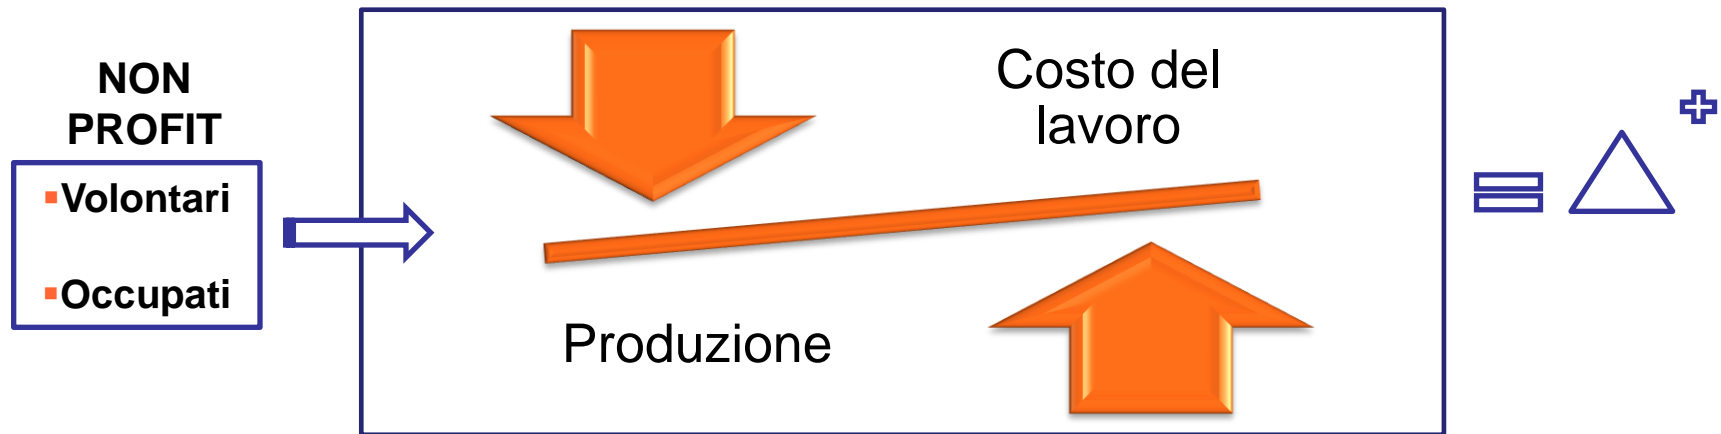 NON
PROFIT
▪Volontari
▪Occupati
Costo del
lavoro
Produzione